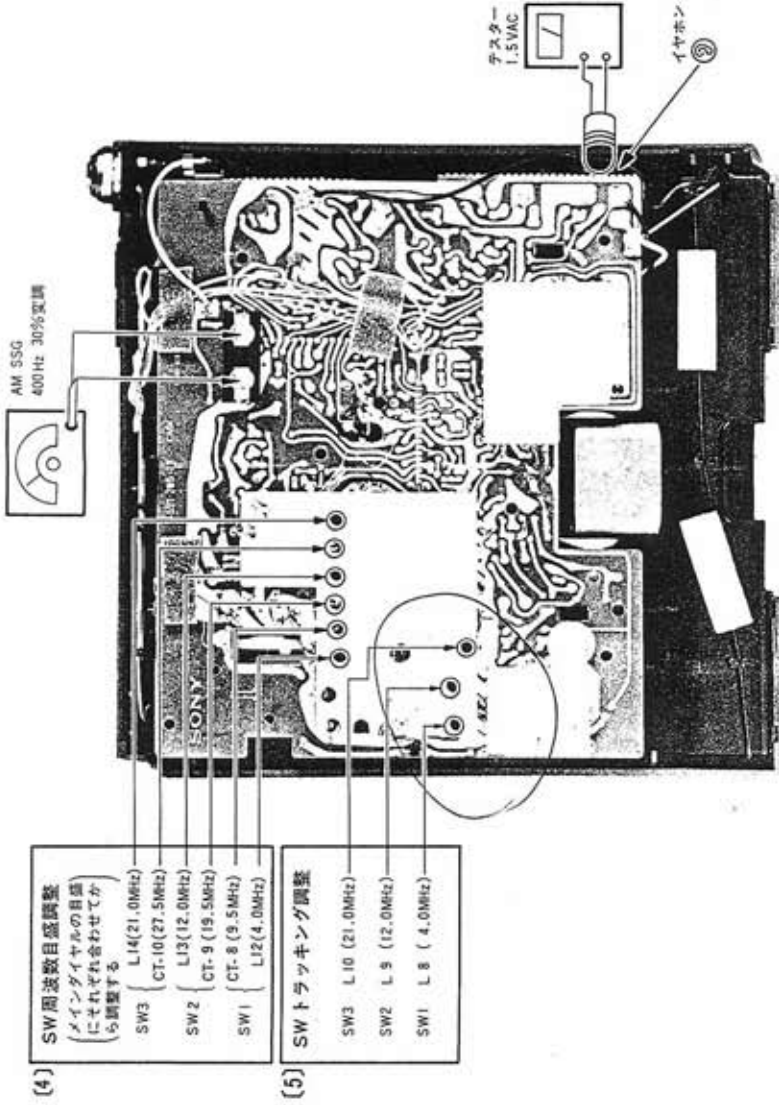 [4]
SW周波数目盛調整
(メインダイヤルの目盛
にそれぞれ合わせてか
ら調整する)
SW3 { L14(21.0MHz)
CT-10(27.5MHz)
SW2 { L13(12.0MHz)
CT-9(19.5MHz)
SW1 { CT-8(9.5MHz)
L12(4.0MHz)
[5]
SWトラッキング調整
SW3 L10 (21.0MHz)
SW2 L9 (12.0MHz)
SW1 L8 (4.0MHz)
AM SSG
400Hz 30%変調
SONY
テスター
1.5VAC
イヤホン
⑨